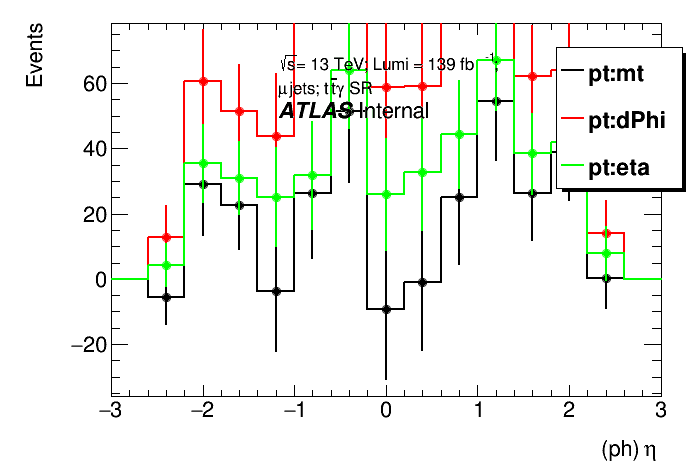 Events
√s= 13 TeV; Lumi = 139 fb⁻¹,
μjets; tt̄γ SR
ATLAS Internal
pt:mt
pt:dPhi
pt:eta
60
40
20
0
−20
−3 −2 −1 0 1 2 3
(ph) η